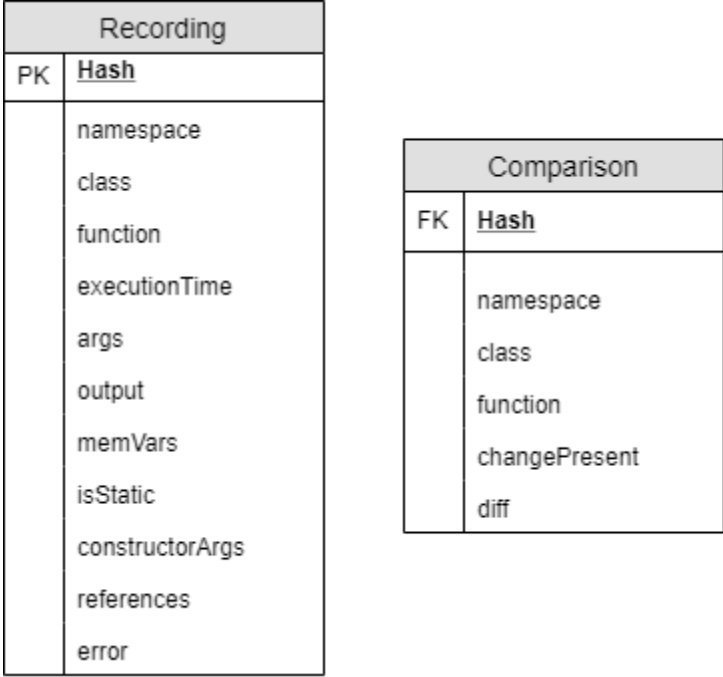 Recording
PK Hash
namespace
class
function
executionTime
args
output
memVars
isStatic
constructorArgs
references
error
Comparison
FK Hash
namespace
class
function
changePresent
diff